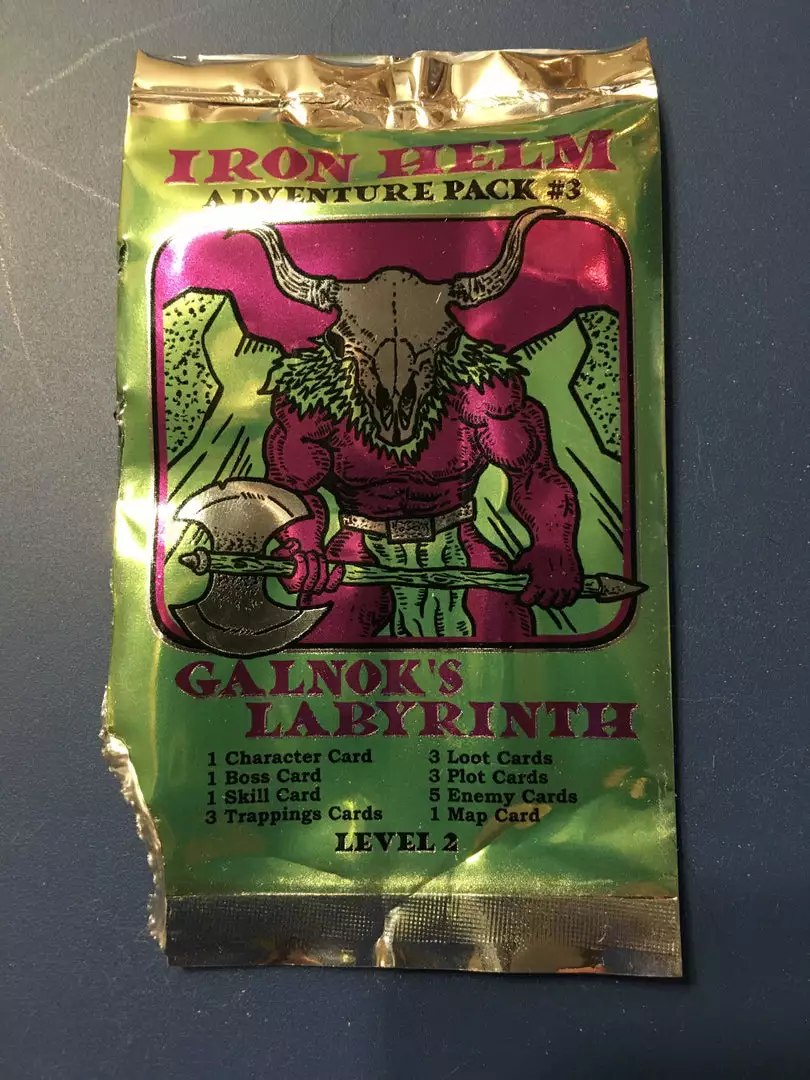 IRON HELM
ADVENTURE PACK #3
GALNOK'S
LABYRINTH
1 Character Card
1 Boss Card
1 Skill Card
3 Trappings Cards
3 Loot Cards
3 Plot Cards
5 Enemy Cards
1 Map Card
LEVEL 2